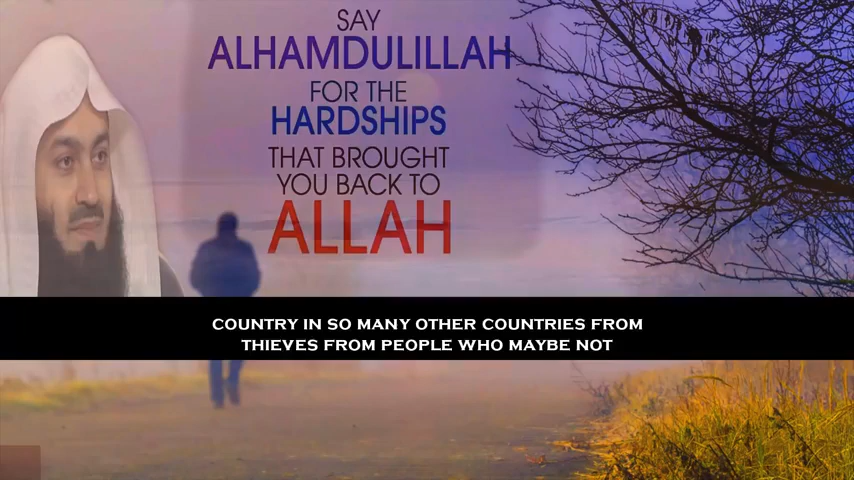 SAY
ALHAMDULILLAH
FOR THE
HARDSHIPS
THAT BROUGHT
YOU BACK TO
ALLAH
COUNTRY IN SO MANY OTHER COUNTRIES FROM
THIEVES FROM PEOPLE WHO MAYBE NOT